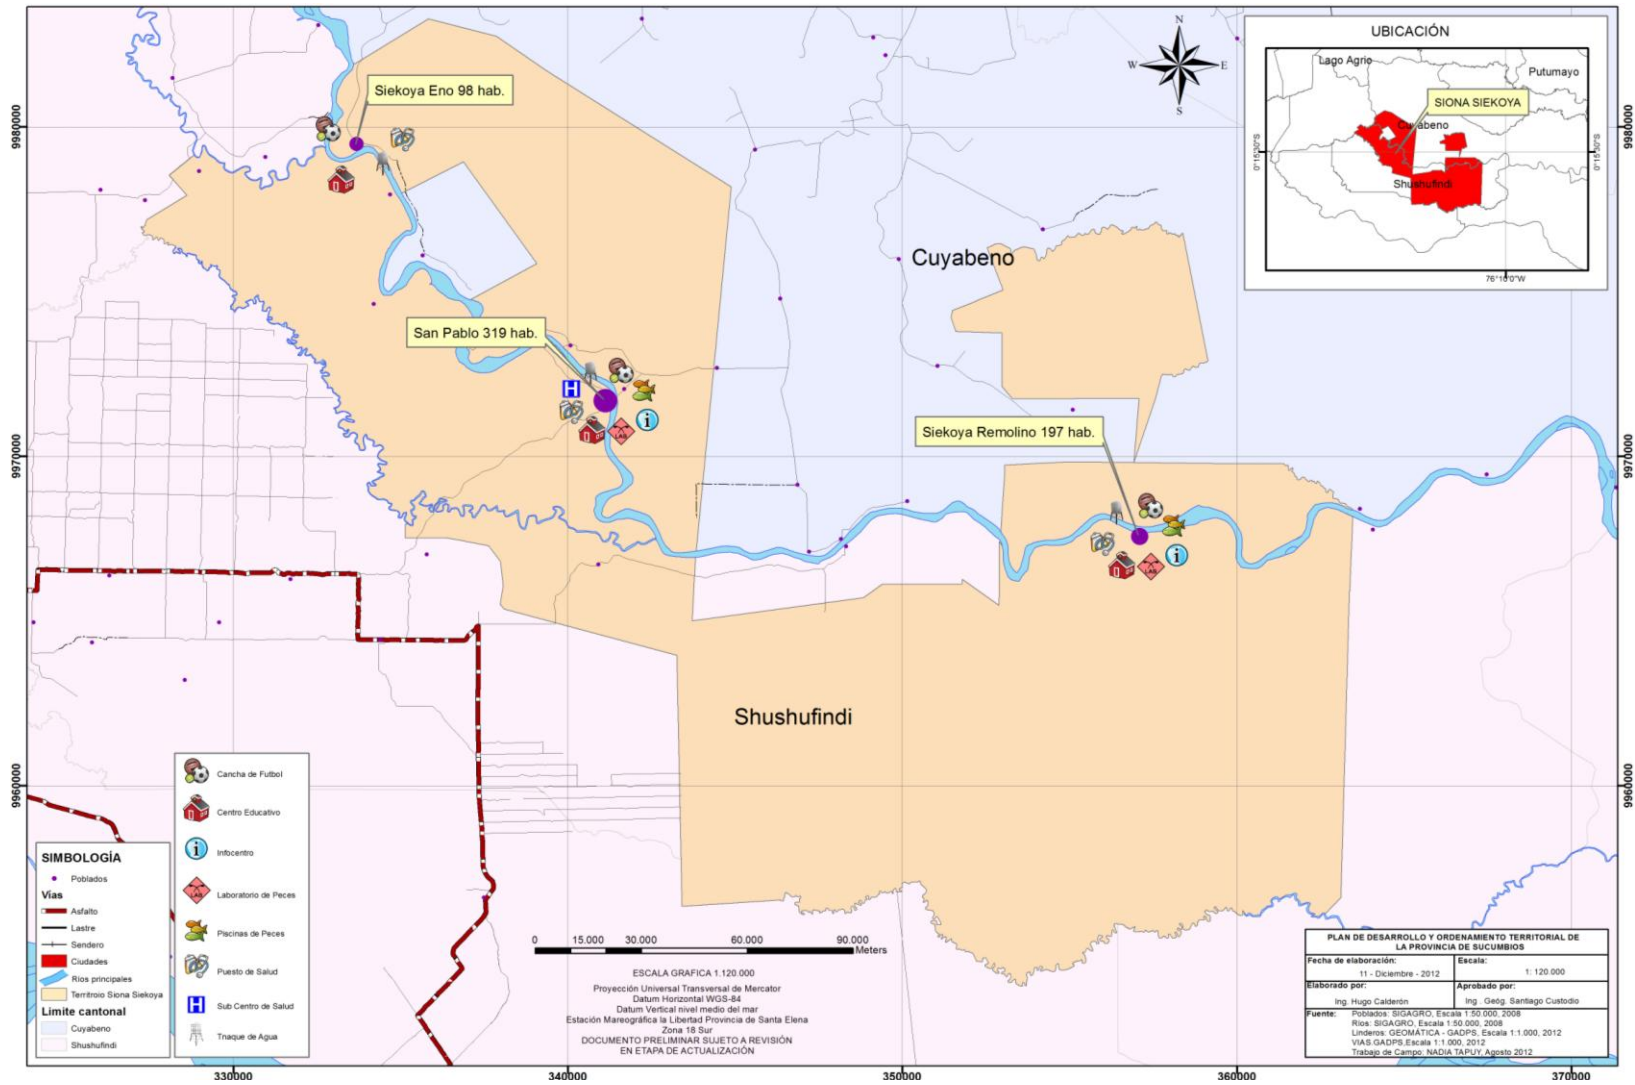 UBICACIÓN
Lago Agrio
Putumayo
SIONA SIEKOYA
Cuyabeno
Shushufindi
0°15'30"S
0°15'30"S
76°10'0"W
N
W
E
S
Siekoya Eno 98 hab.
9980000
9980000
Cuyabeno
San Pablo 319 hab.
H
i
LAB
Siekoya Remolino 197 hab.
9970000
9970000
i
LAB
Shushufindi
9960000
9960000
Cancha de Futbol
Centro Educativo
i
Infocentro
LAB
Laboratorio de Peces
Piscinas de Peces
Puesto de Salud
H
Sub Centro de Salud
Tnaque de Agua
SIMBOLOGÍA
Poblados
Vias
Asfalto
Lastre
Sendero
Ciudades
Rios principales
Territroio Siona Siekoya
Limite cantonal
Cuyabeno
Shushufindi
0 15.000 30.000 60.000 90.000
Meters
ESCALA GRAFICA 1.120.000
Proyección Universal Transversal de Mercator
Datum Horizontal WGS-84
Datum Vertical nivel medio del mar
Estación Mareográfica la Libertad Provincia de Santa Elena
Zona 18 Sur
DOCUMENTO PRELIMINAR SUJETO A REVISIÓN
EN ETAPA DE ACTUALIZACIÓN
PLAN DE DESARROLLO Y ORDENAMIENTO TERRITORIAL DE
LA PROVINCIA DE SUCUMBIOS
Fecha de elaboración: Escala:
11 - Diciembre - 2012 1: 120.000
Elaborado por: Aprobado por:
Ing. Hugo Calderón Ing . Geóg. Santiago Custodio
Fuente: Poblados: SIGAGRO, Escala 1:50.000, 2008
Rios: SIGAGRO, Escala 1:50.000, 2008
Linderos: GEOMÁTICA - GADPS, Escala 1:1.000, 2012
VIAS.GADPS,Escala 1:1.000, 2012
Trabajo de Campo: NADIA TAPUY, Agosto 2012
330000 340000 350000 360000 370000